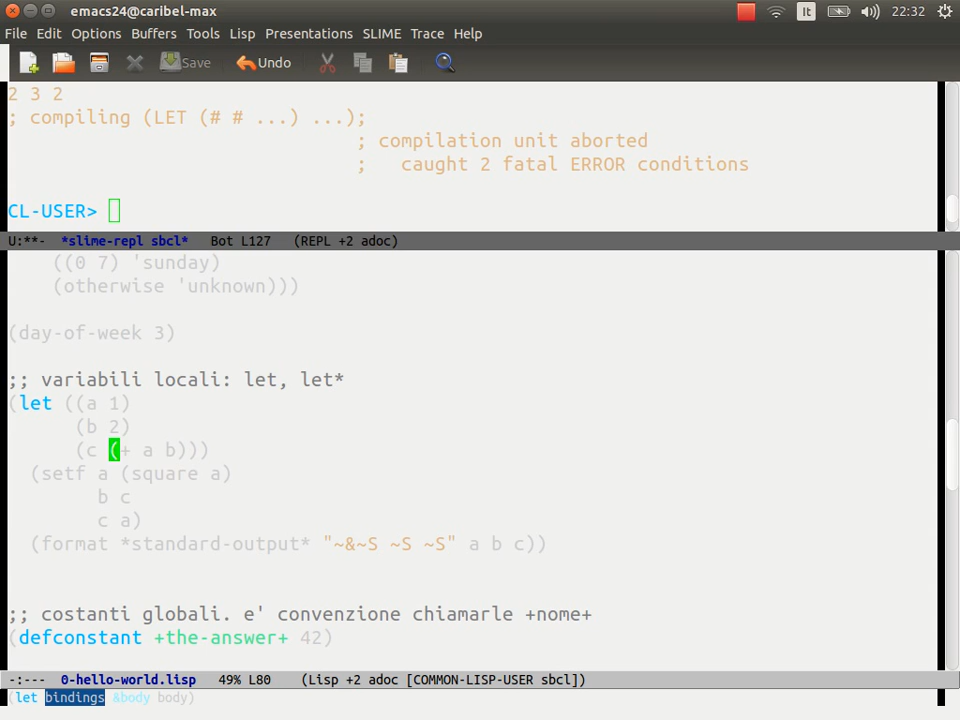 emacs24@caribel-max It 22:32
File Edit Options Buffers Tools Lisp Presentations SLIME Trace Help
Save Undo
2 3 2
; compiling (LET (# # ...) ...);
; compilation unit aborted
;   caught 2 fatal ERROR conditions
CL-USER>
U:**-  *slime-repl sbcl*   Bot L127   (REPL +2 adoc)
((0 7) 'sunday)
(otherwise 'unknown)))
(day-of-week 3)
;; variabili locali: let, let*
(let ((a 1)
(b 2)
(c (+ a b)))
(setf a (square a)
b c
c a)
(format *standard-output* "~&~S ~S ~S" a b c))
;; costanti globali. e' convenzione chiamarle +nome+
(defconstant +the-answer+ 42)
-:---  0-hello-world.lisp   49% L80    (Lisp +2 adoc [COMMON-LISP-USER sbcl])
(let bindings &body body)